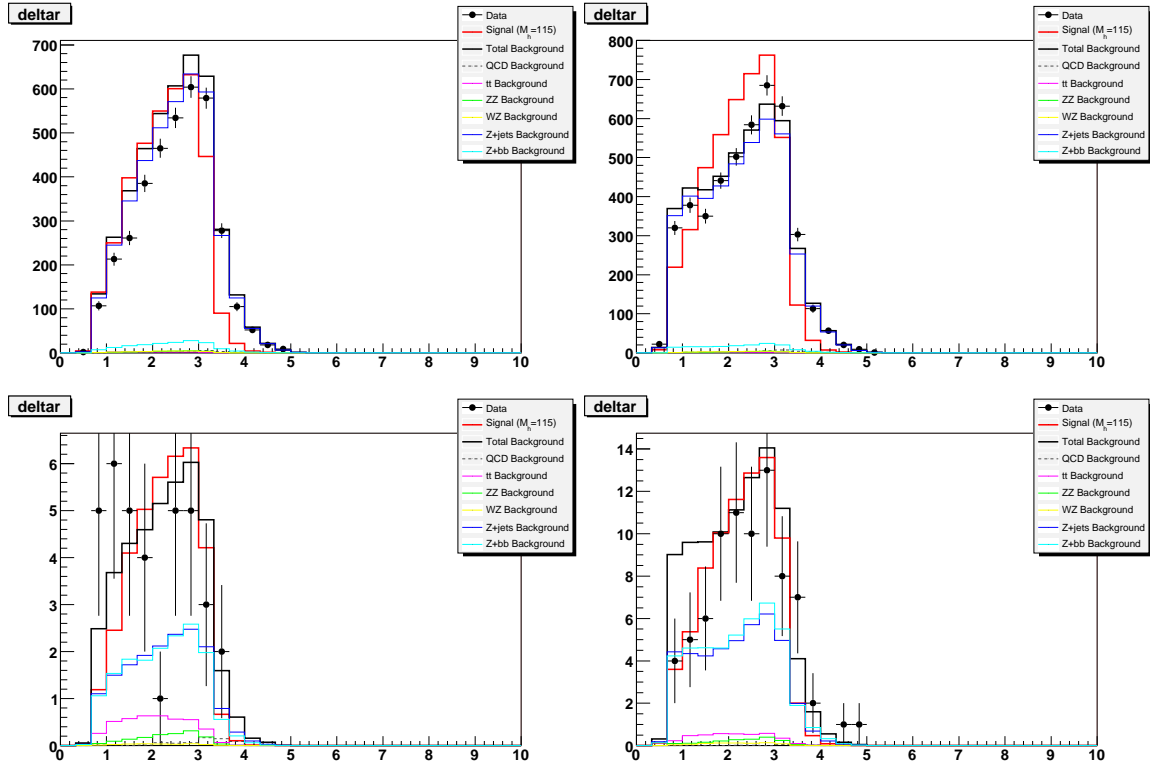 deltar
Data
Signal (M_h=115)
Total Background
QCD Background
tt Background
ZZ Background
WZ Background
Z+jets Background
Z+bb Background
700
600
500
400
300
200
100
0
0 1 2 3 4 5 6 7 8 9 10
deltar
Data
Signal (M_h=115)
Total Background
QCD Background
tt Background
ZZ Background
WZ Background
Z+jets Background
Z+bb Background
800
700
600
500
400
300
200
100
0
0 1 2 3 4 5 6 7 8 9 10
deltar
Data
Signal (M_h=115)
Total Background
QCD Background
tt Background
ZZ Background
WZ Background
Z+jets Background
Z+bb Background
6
5
4
3
2
1
0
0 1 2 3 4 5 6 7 8 9 10
deltar
Data
Signal (M_h=115)
Total Background
QCD Background
tt Background
ZZ Background
WZ Background
Z+jets Background
Z+bb Background
14
12
10
8
6
4
2
0
0 1 2 3 4 5 6 7 8 9 10